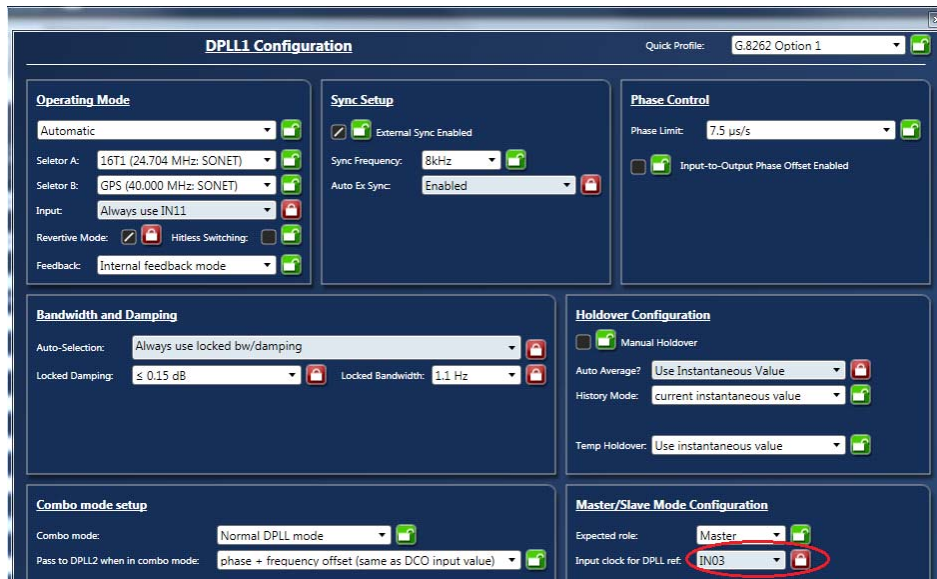 DPLL1 Configuration
Quick Profile: G.8262 Option 1
Operating Mode
Automatic
Seletor A: 16T1 (24.704 MHz: SONET)
Seletor B: GPS (40.000 MHz: SONET)
Input: Always use IN11
Revertive Mode: Hitless Switching:
Feedback: Internal feedback mode
Sync Setup
External Sync Enabled
Sync Frequency: 8kHz
Auto Ex Sync: Enabled
Phase Control
Phase Limit: 7.5 µs/s
Input-to-Output Phase Offset Enabled
Bandwidth and Damping
Auto-Selection: Always use locked bw/damping
Locked Damping: ≤ 0.15 dB Locked Bandwidth: 1.1 Hz
Holdover Configuration
Manual Holdover
Auto Average? Use Instantaneous Value
History Mode: current instantaneous value
Temp Holdover: Use instantaneous value
Combo mode setup
Combo mode: Normal DPLL mode
Pass to DPLL2 when in combo mode: phase + frequency offset (same as DCO input value)
Master/Slave Mode Configuration
Expected role: Master
Input clock for DPLL ref: IN03